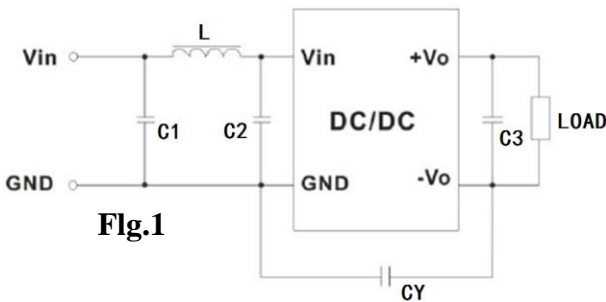 L
Vin
Vin
+Vo
C1
C2
DC/DC
C3
LOAD
GND
GND
-Vo
Flg.1
CY